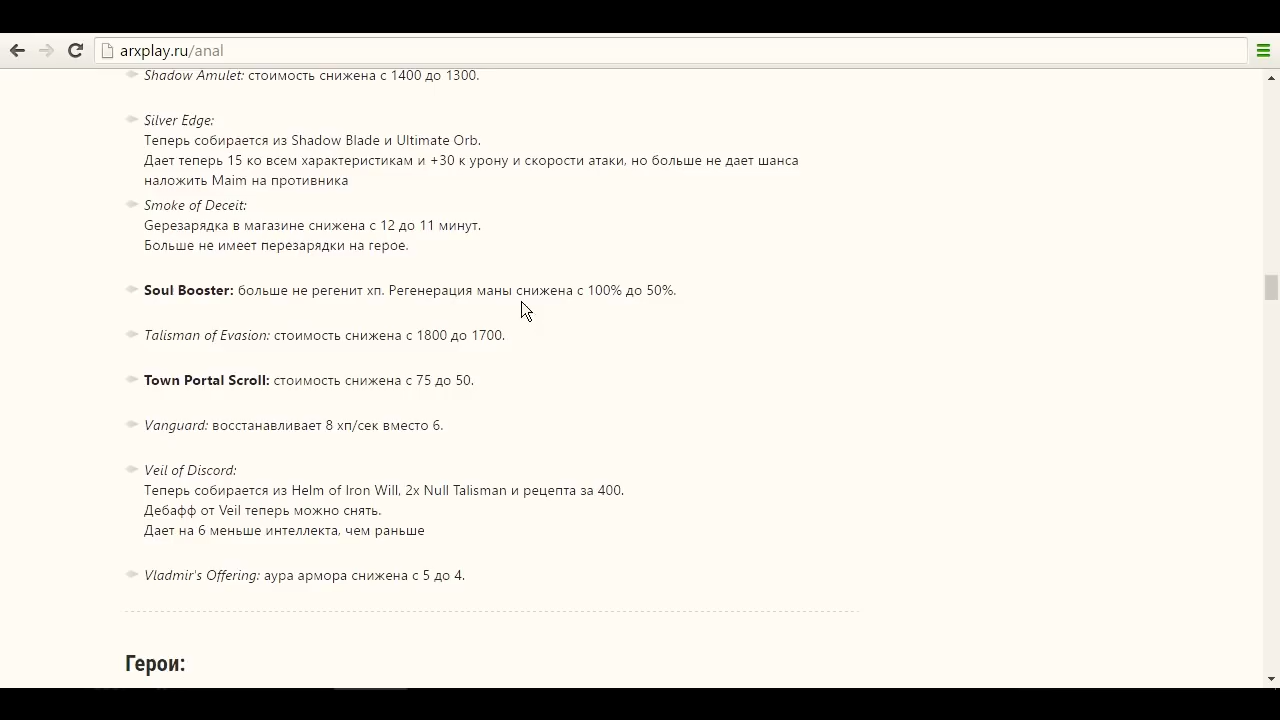 arxplay.ru/anal
Shadow Amulet: стоимость снижена с 1400 до 1300.
Silver Edge:
Теперь собирается из Shadow Blade и Ultimate Orb.
Дает теперь 15 ко всем характеристикам и +30 к урону и скорости атаки, но больше не дает шанса
наложить Maim на противника
Smoke of Deceit:
Gерезарядка в магазине снижена с 12 до 11 минут.
Больше не имеет перезарядки на герое.
Soul Booster: больше не регенит хп. Регенерация маны снижена с 100% до 50%.
Talisman of Evasion: стоимость снижена с 1800 до 1700.
Town Portal Scroll: стоимость снижена с 75 до 50.
Vanguard: восстанавливает 8 хп/сек вместо 6.
Veil of Discord:
Теперь собирается из Helm of Iron Will, 2x Null Talisman и рецепта за 400.
Дебафф от Veil теперь можно снять.
Дает на 6 меньше интеллекта, чем раньше
Vladmir's Offering: аура армора снижена с 5 до 4.
Герои: